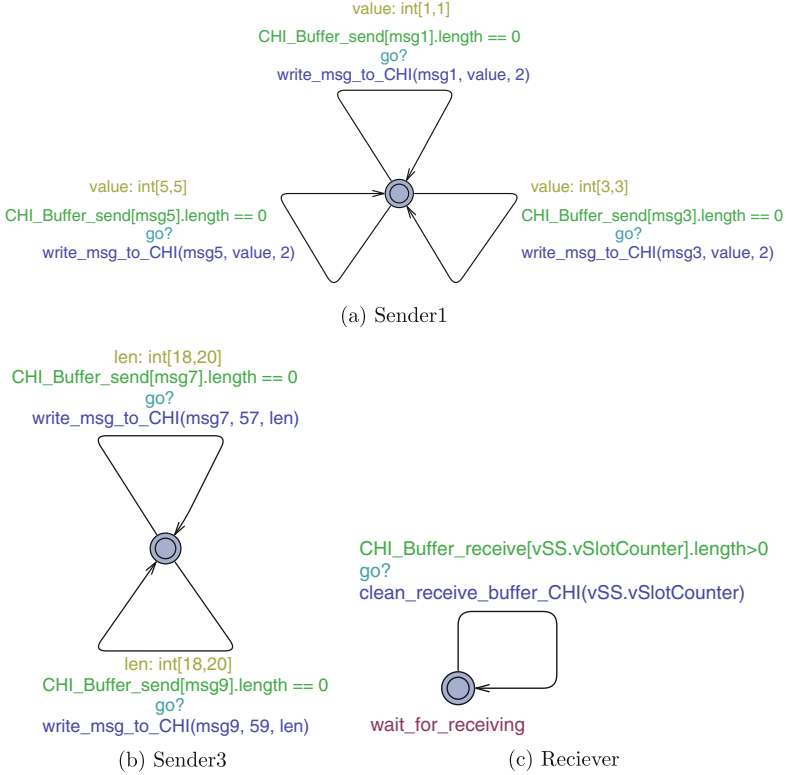 value: int[1,1]
CHI_Buffer_send[msg1].length == 0
go?
write_msg_to_CHI(msg1, value, 2)
value: int[5,5]
CHI_Buffer_send[msg5].length == 0
go?
write_msg_to_CHI(msg5, value, 2)
value: int[3,3]
CHI_Buffer_send[msg3].length == 0
go?
write_msg_to_CHI(msg3, value, 2)
(a) Sender1
len: int[18,20]
CHI_Buffer_send[msg7].length == 0
go?
write_msg_to_CHI(msg7, 57, len)
len: int[18,20]
CHI_Buffer_send[msg9].length == 0
go?
write_msg_to_CHI(msg9, 59, len)
(b) Sender3
CHI_Buffer_receive[vSS.vSlotCounter].length>0
go?
clean_receive_buffer_CHI(vSS.vSlotCounter)
wait_for_receiving
(c) Reciever